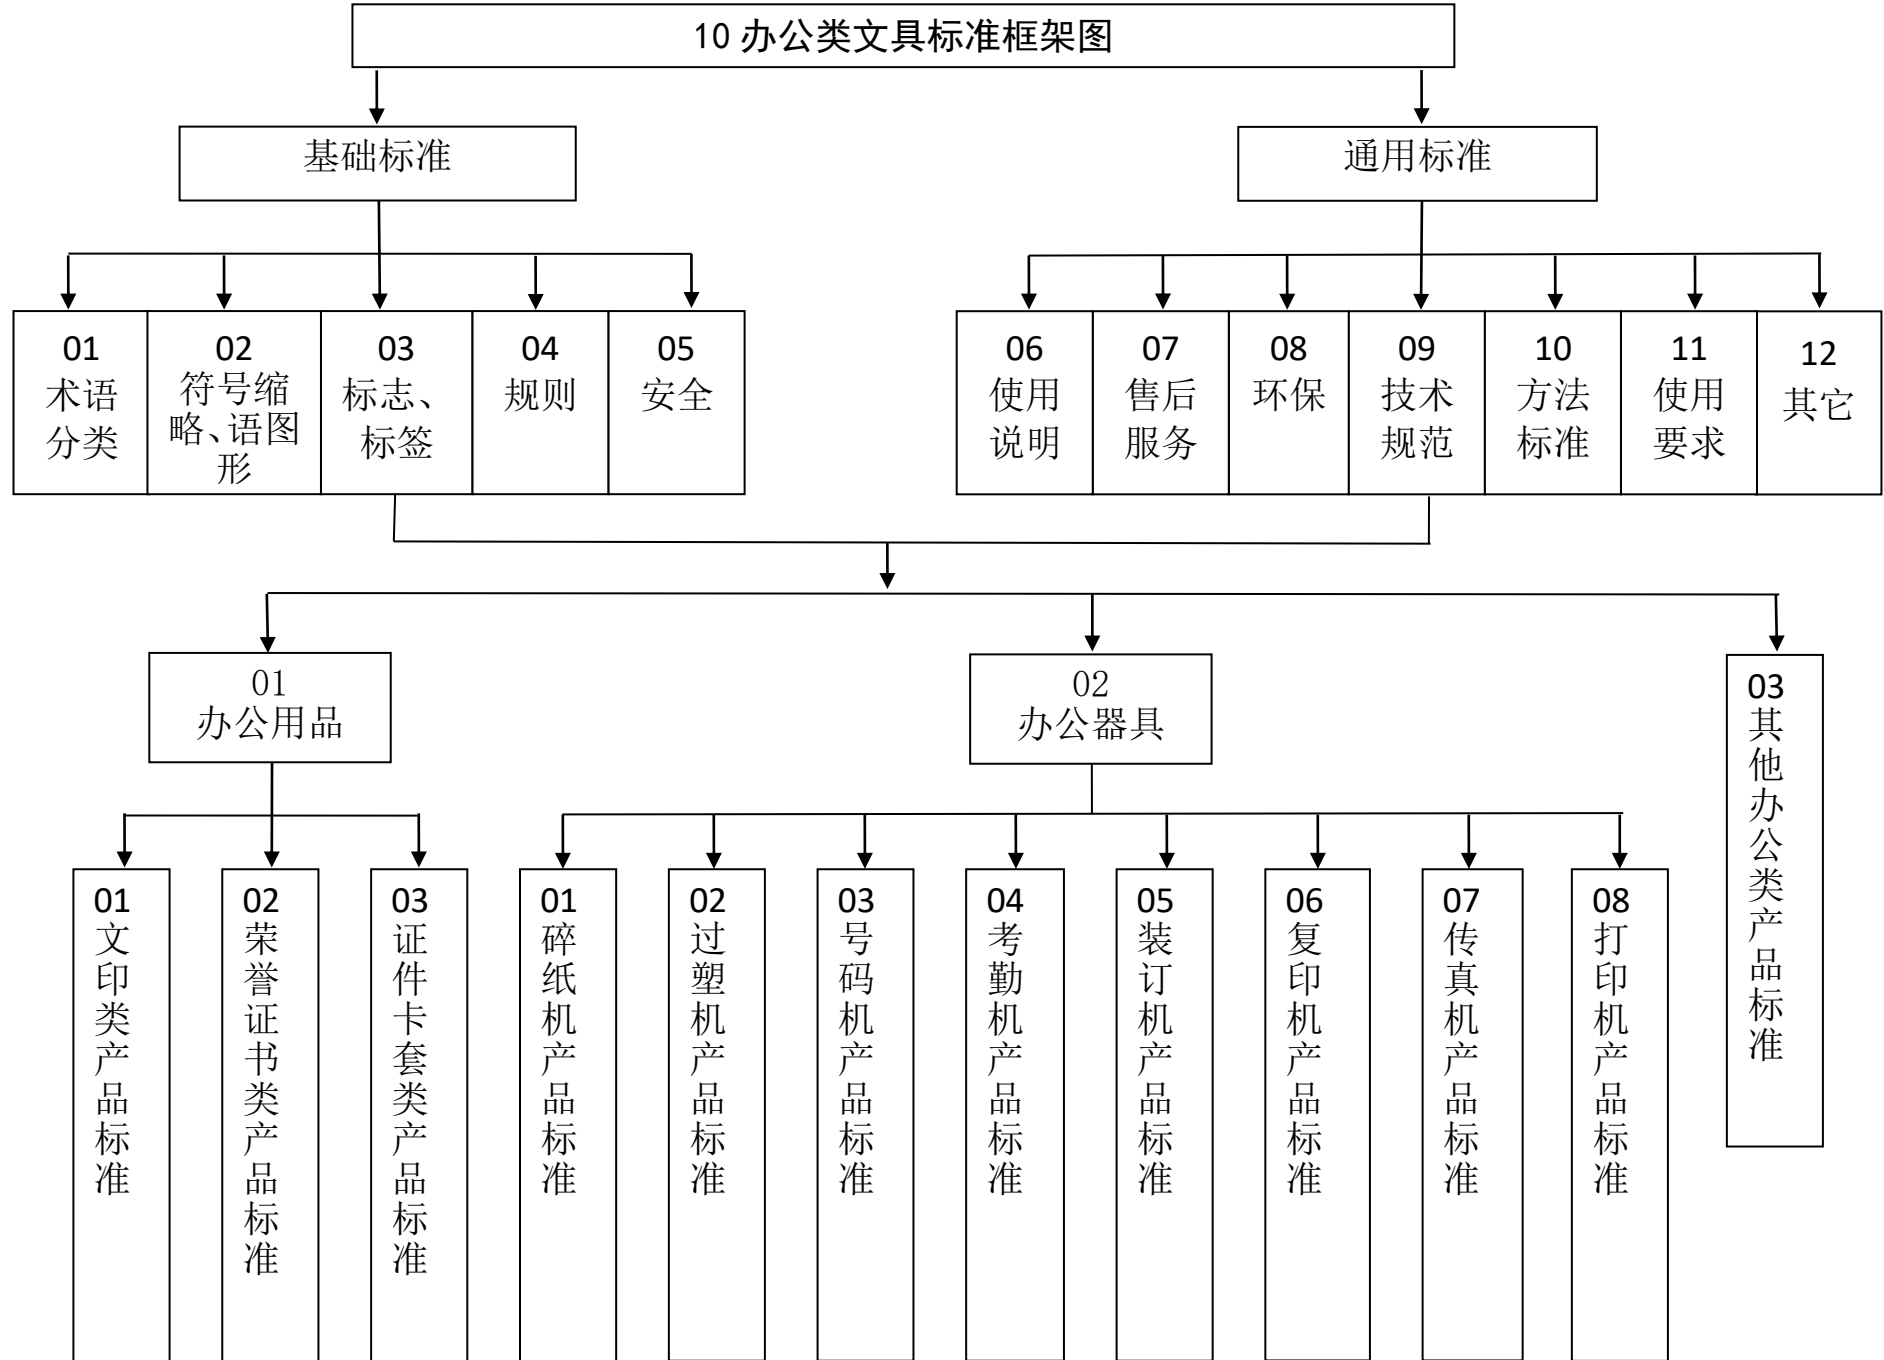 10 办公类文具标准框架图
基础标准
通用标准
01
术语
分类
02
符号缩
略、语图
形
03
标志、
标签
04
规则
05
安全
06
使用
说明
07
售后
服务
08
环保
09
技术
规范
10
方法
标准
11
使用
要求
12
其它
01
办公用品
02
办公器具
03
其他办公类产品标准
01
文印类产品标准
02
荣誉证书类产品标准
03
证件卡套类产品标准
01
碎纸机产品标准
02
过塑机产品标准
03
号码机产品标准
04
考勤机产品标准
05
装订机产品标准
06
复印机产品标准
07
传真机产品标准
08
打印机产品标准